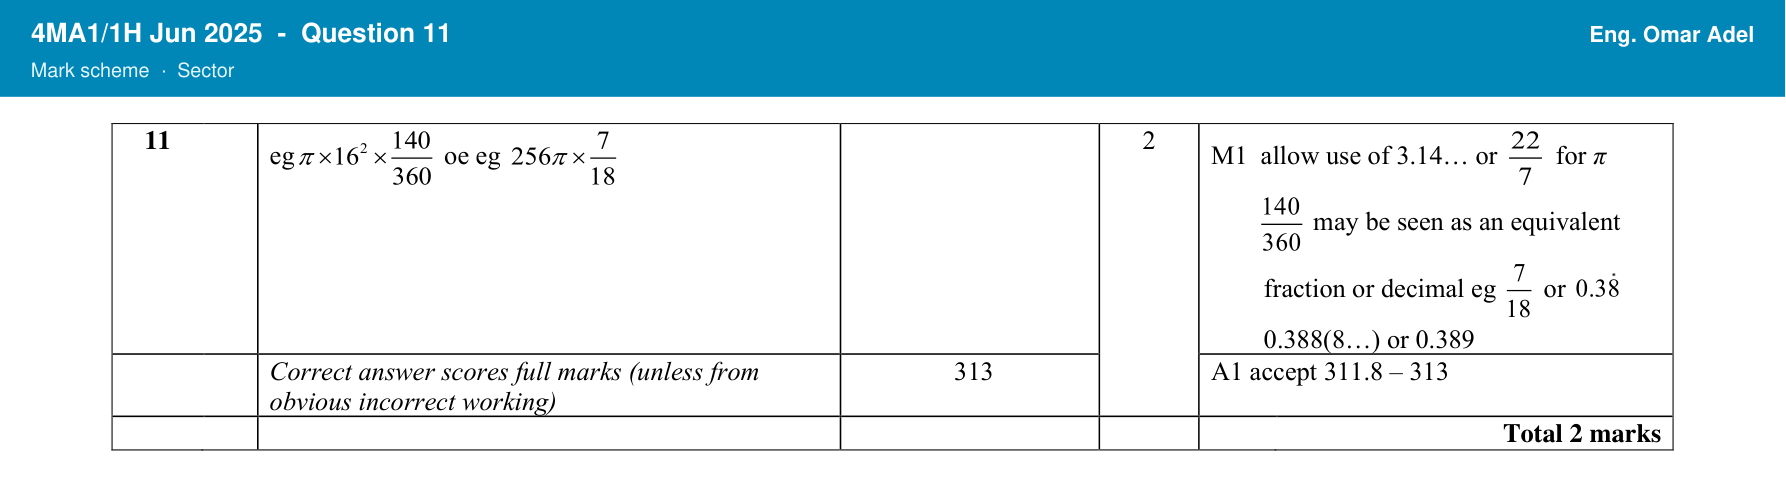 4MA1/1H Jun 2025 - Question 11
Eng. Omar Adel
Mark scheme · Sector
11
eg π × 16² × 140/360 oe eg 256π × 7/18
2
M1 allow use of 3.14… or 22/7 for π
140/360 may be seen as an equivalent
fraction or decimal eg 7/18 or 0.38̇
0.388(8…) or 0.389
Correct answer scores full marks (unless from
obvious incorrect working)
313
A1 accept 311.8 – 313
Total 2 marks